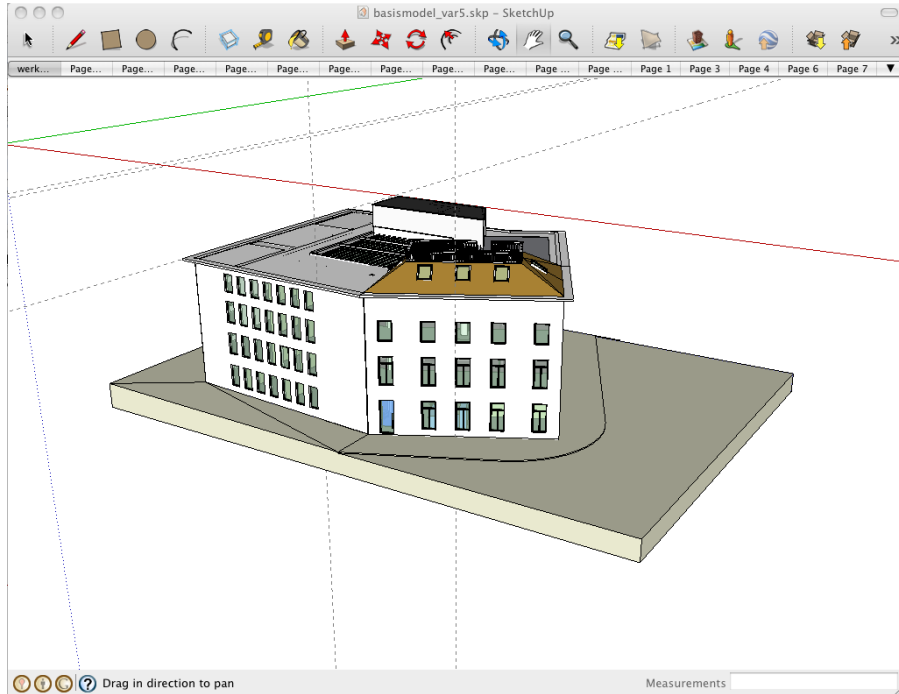 basismodel_var5.skp – SketchUp
werk... Page... Page... Page... Page... Page... Page... Page... Page... Page... Page ... Page ... Page 1 Page 3 Page 4 Page 6 Page 7
Drag in direction to pan Measurements